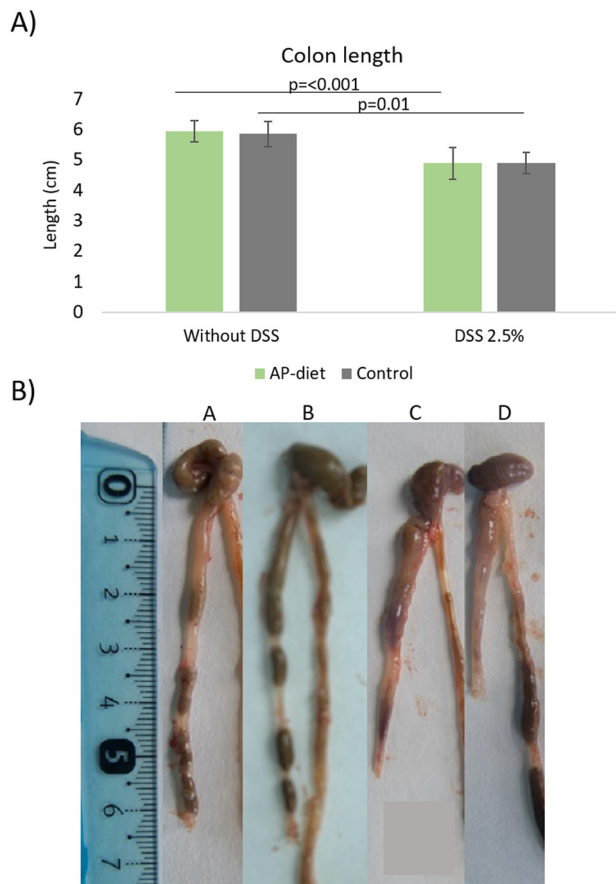 A)
Colon length
p=<0.001
p=0.01
7
6
5
4
3
2
1
0
Length (cm)
Without DSS DSS 2.5%
AP-diet Control
B)
A B C D
0
1
2
3
4
5
6
7